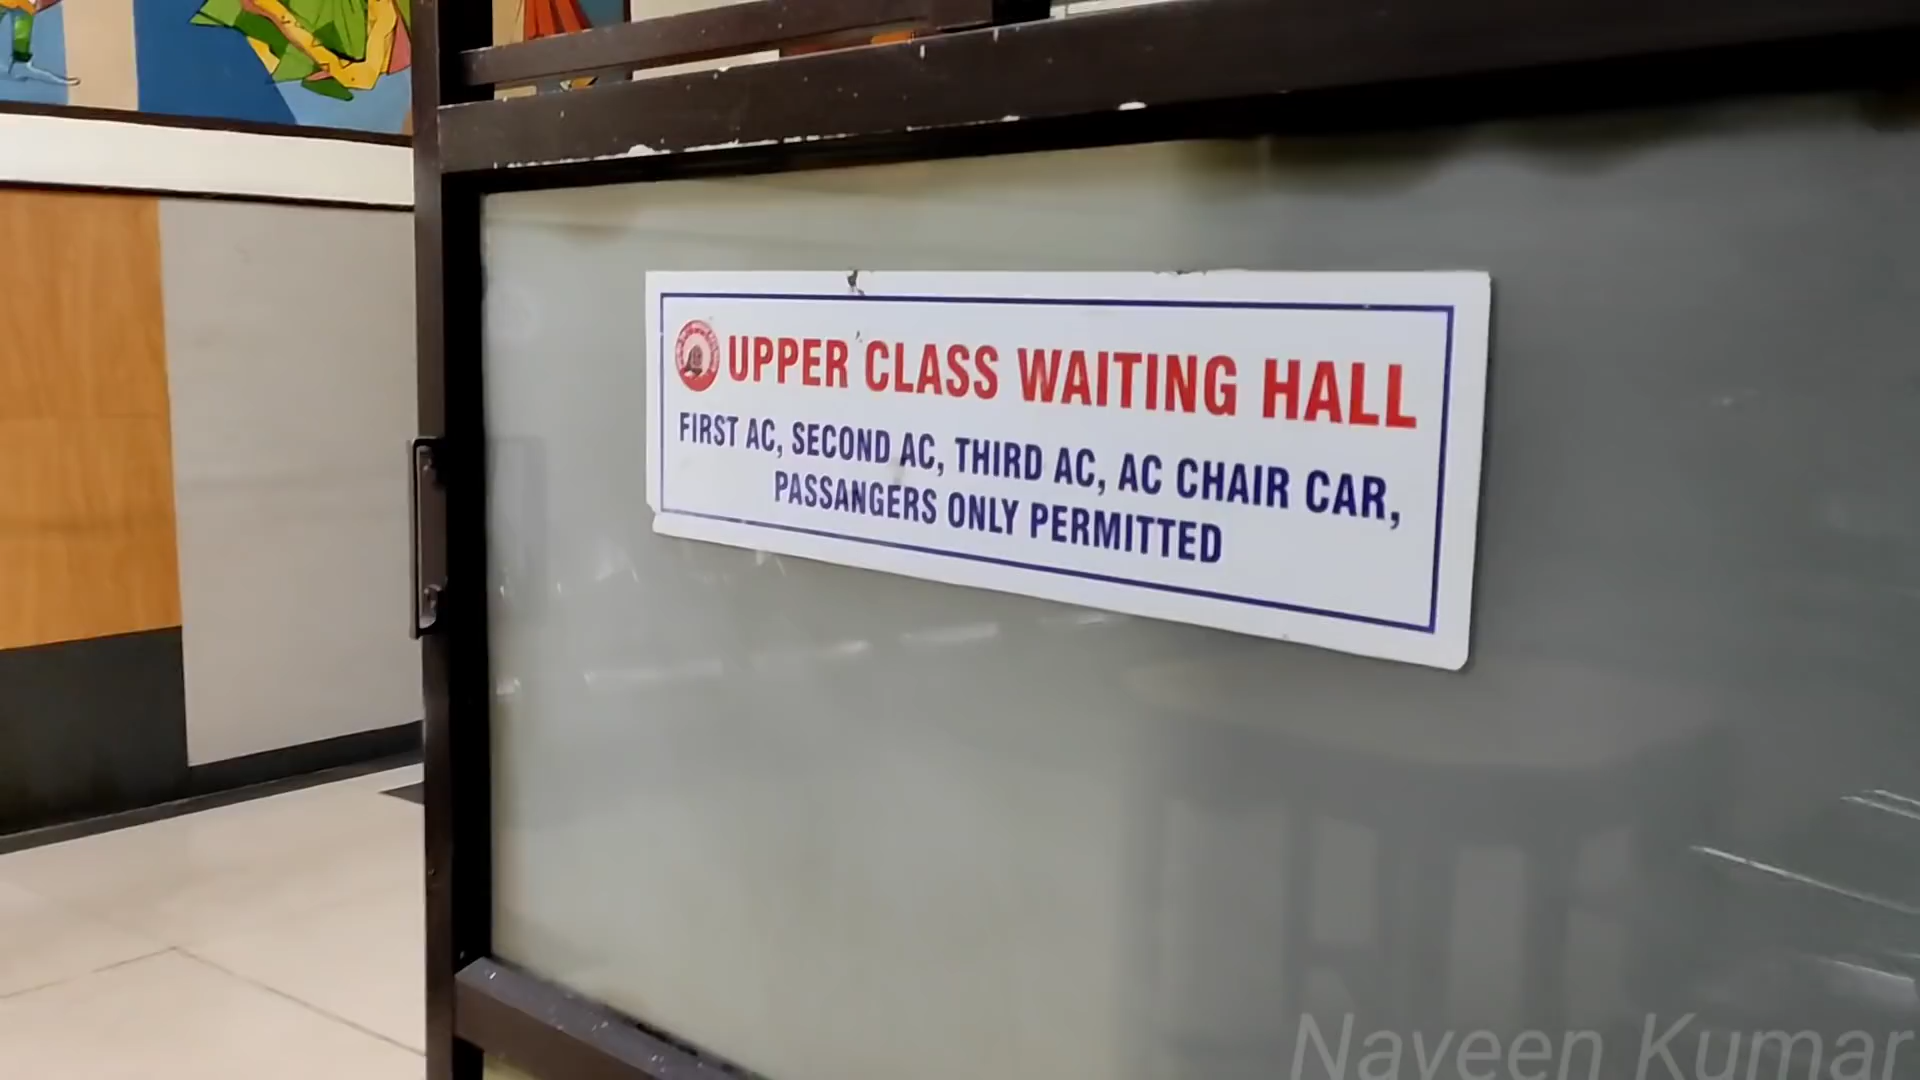 UPPER CLASS WAITING HALL
FIRST AC, SECOND AC, THIRD AC, AC CHAIR CAR,
PASSANGERS ONLY PERMITTED
Naveen Kumar